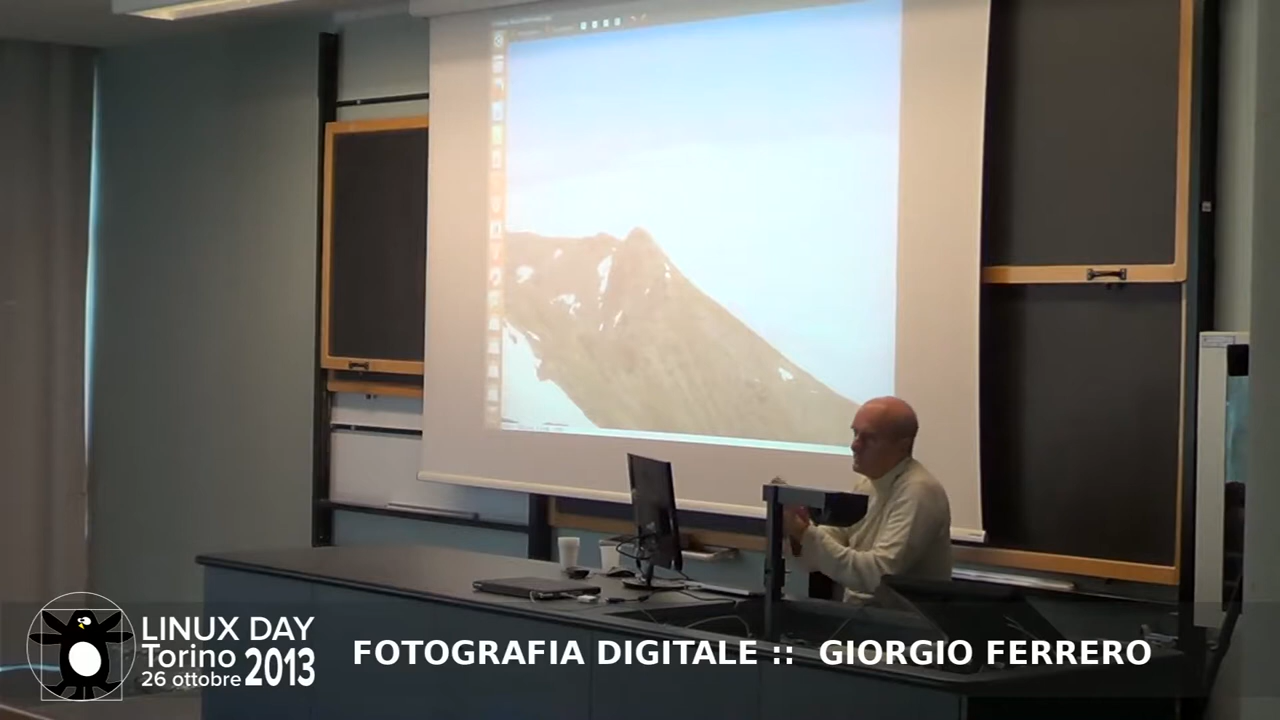 LINUX DAY
Torino 2013
26 ottobre
FOTOGRAFIA DIGITALE :: GIORGIO FERRERO